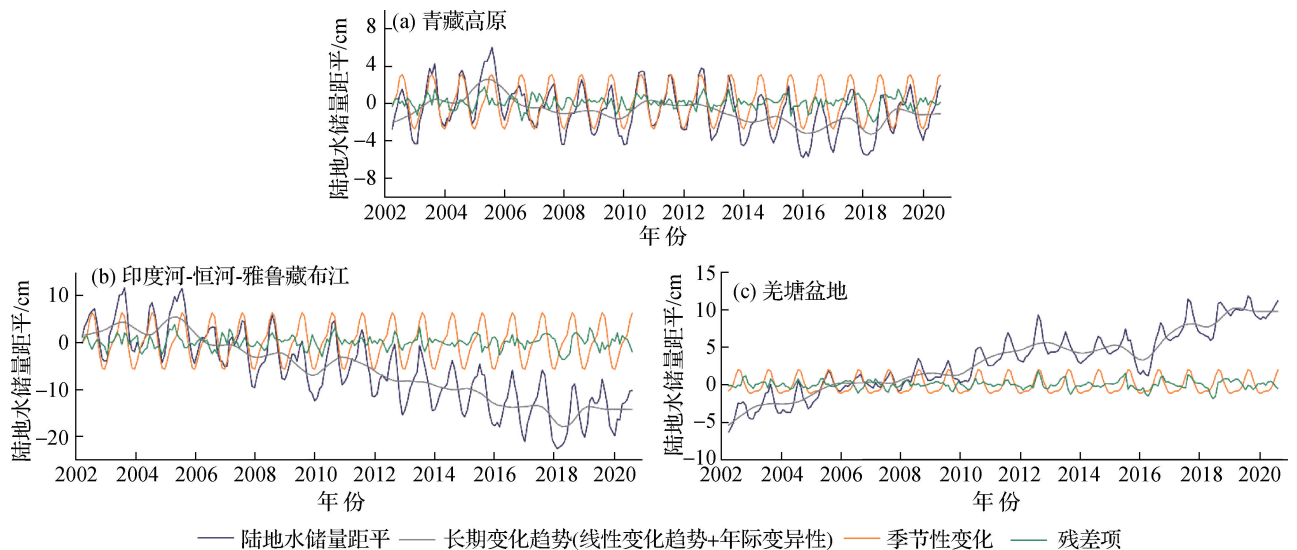 (a) 青藏高原
陆地水储量距平/cm
8
4
0
−4
−8
2002 2004 2006 2008 2010 2012 2014 2016 2018 2020
年份
(b) 印度河-恒河-雅鲁藏布江
陆地水储量距平/cm
10
0
−10
−20
2002 2004 2006 2008 2010 2012 2014 2016 2018 2020
年份
(c) 羌塘盆地
陆地水储量距平/cm
15
10
5
0
−5
−10
2002 2004 2006 2008 2010 2012 2014 2016 2018 2020
年份
陆地水储量距平 长期变化趋势(线性变化趋势+年际变异性) 季节性变化 残差项